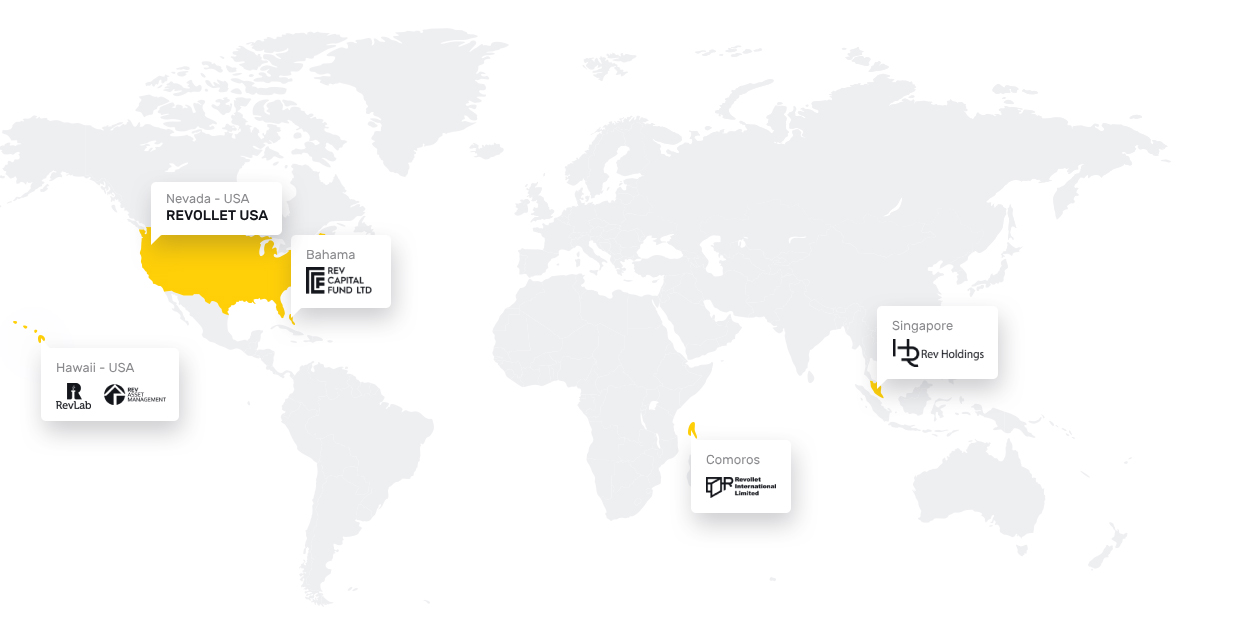 Nevada - USA
REVOLLET USA
Bahama
REV
CAPITAL
FUND LTD
Singapore
Rev Holdings
Hawaii - USA
RevLab
REV
ASSET
MANAGEMENT
Comoros
Revollet
International
Limited